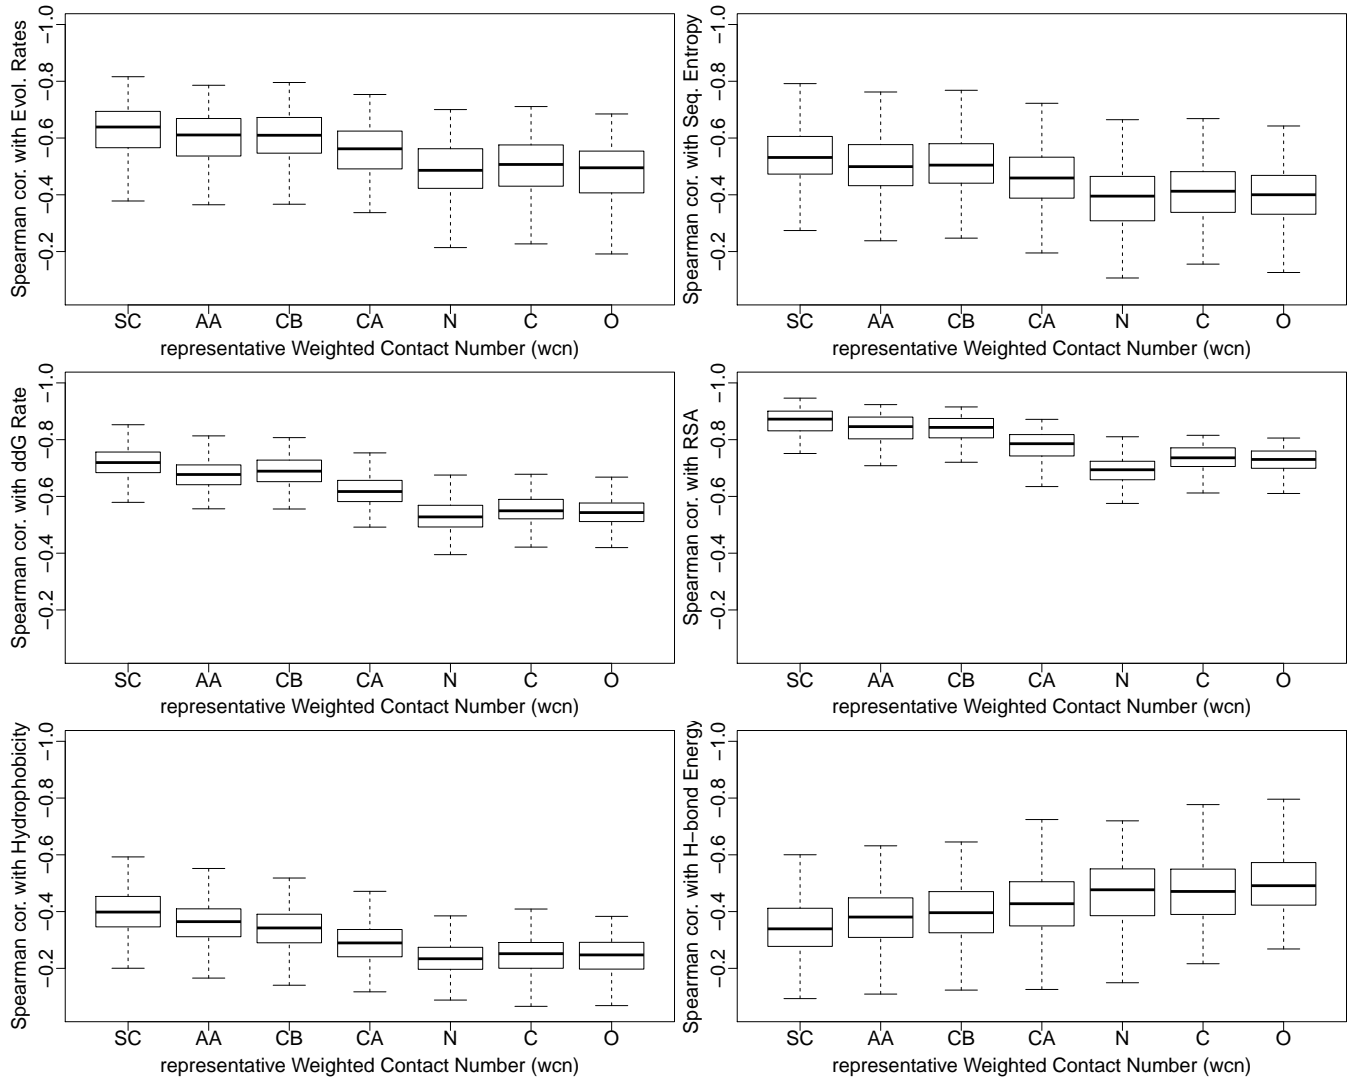 Spearman cor. with Evol. Rates
−1.0
−0.8
−0.6
−0.4
−0.2
SC AA CB CA N C O
representative Weighted Contact Number (wcn)
Spearman cor. with Seq. Entropy
−1.0
−0.8
−0.6
−0.4
−0.2
SC AA CB CA N C O
representative Weighted Contact Number (wcn)
Spearman cor. with ddG Rate
−1.0
−0.8
−0.6
−0.4
−0.2
SC AA CB CA N C O
representative Weighted Contact Number (wcn)
Spearman cor. with RSA
−1.0
−0.8
−0.6
−0.4
−0.2
SC AA CB CA N C O
representative Weighted Contact Number (wcn)
Spearman cor. with Hydrophobicity
−1.0
−0.8
−0.6
−0.4
−0.2
SC AA CB CA N C O
representative Weighted Contact Number (wcn)
Spearman cor. with H−bond Energy
−1.0
−0.8
−0.6
−0.4
−0.2
SC AA CB CA N C O
representative Weighted Contact Number (wcn)